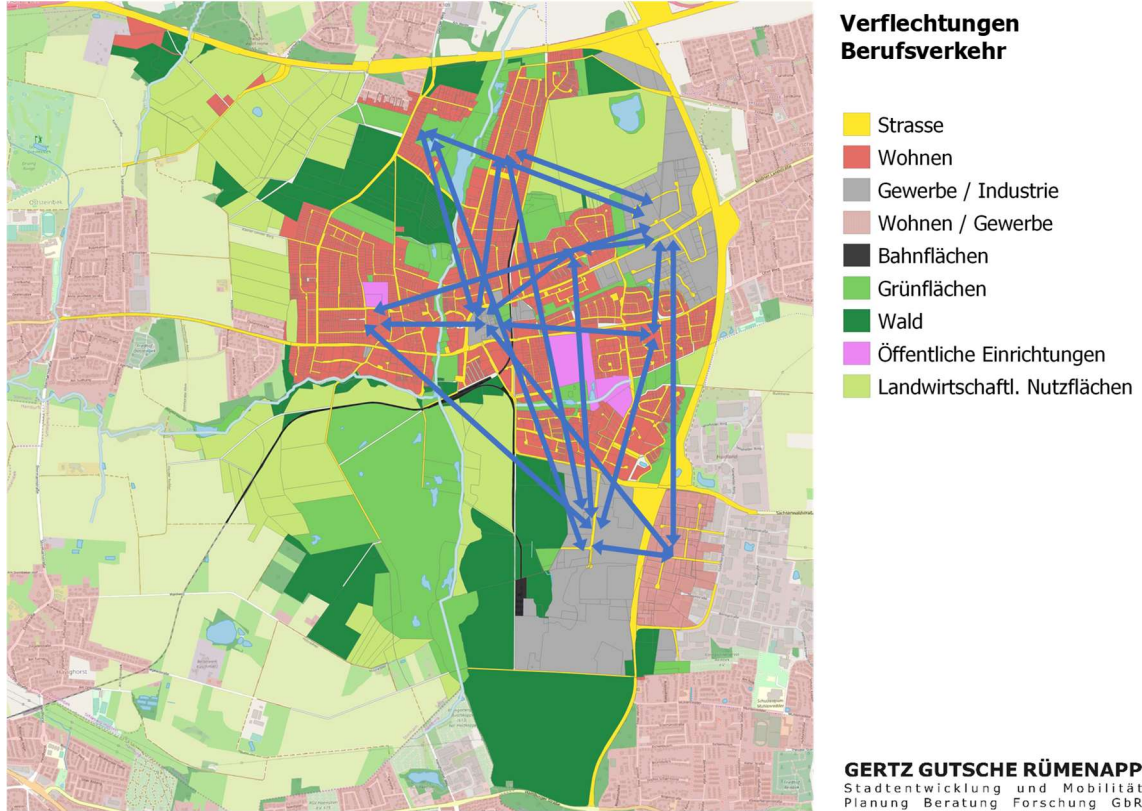 Verflechtungen
Berufsverkehr
Strasse
Wohnen
Gewerbe / Industrie
Wohnen / Gewerbe
Bahnflächen
Grünflächen
Wald
Öffentliche Einrichtungen
Landwirtschaftl. Nutzflächen
GERTZ GUTSCHE RÜMENAPP
Stadtentwicklung und Mobilität
Planung Beratung Forschung GbR